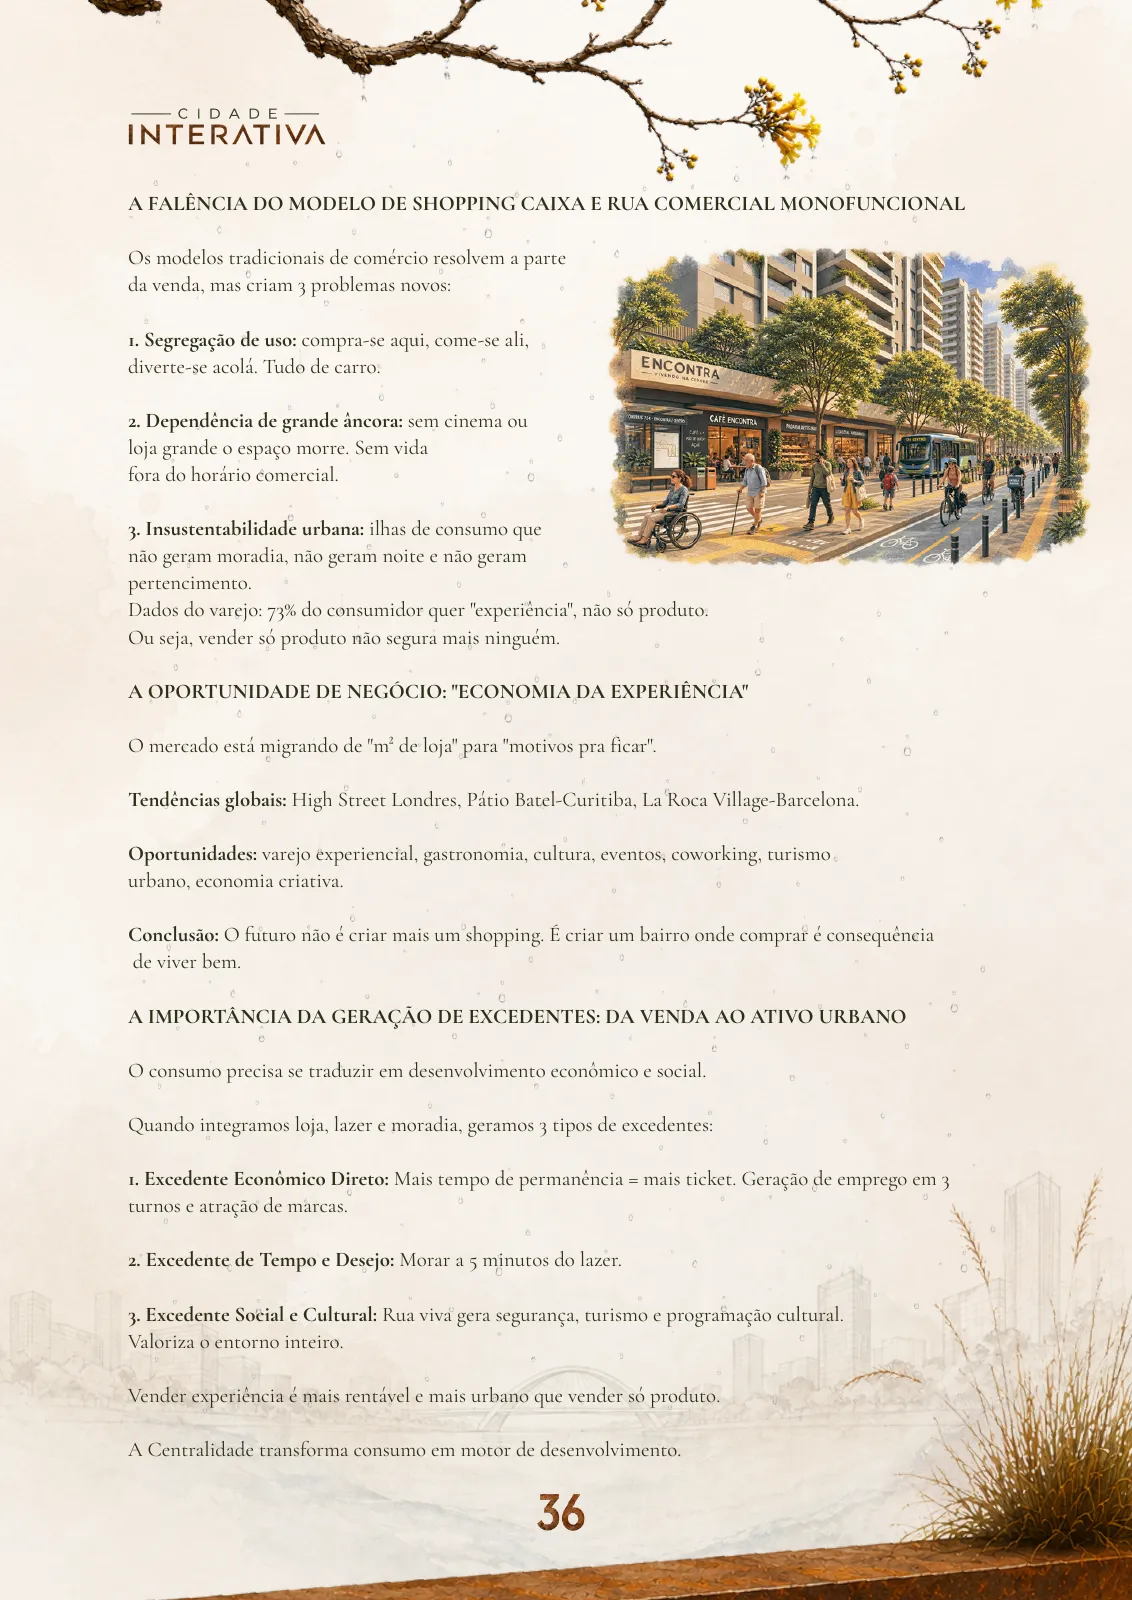 CIDADE
INTERATIVA
A FALÊNCIA DO MODELO DE SHOPPING CAIXA E RUA COMERCIAL MONOFUNCIONAL
Os modelos tradicionais de comércio resolvem a parte
da venda, mas criam 3 problemas novos:
1. Segregação de uso: compra-se aqui, come-se ali,
diverte-se acolá. Tudo de carro.
2. Dependência de grande âncora: sem cinema ou
loja grande o espaço morre. Sem vida
fora do horário comercial.
3. Insustentabilidade urbana: ilhas de consumo que
não geram moradia, não geram noite e não geram
pertencimento.
Dados do varejo: 73% do consumidor quer "experiência", não só produto.
Ou seja, vender só produto não segura mais ninguém.
ENCONTRA
CAFÉ ENCONTRA
A OPORTUNIDADE DE NEGÓCIO: "ECONOMIA DA EXPERIÊNCIA"
O mercado está migrando de "m² de loja" para "motivos pra ficar".
Tendências globais: High Street Londres, Pátio Batel-Curitiba, La Roca Village-Barcelona.
Oportunidades: varejo experiencial, gastronomia, cultura, eventos, coworking, turismo
urbano, economia criativa.
Conclusão: O futuro não é criar mais um shopping. É criar um bairro onde comprar é consequência
de viver bem.
A IMPORTÂNCIA DA GERAÇÃO DE EXCEDENTES: DA VENDA AO ATIVO URBANO
O consumo precisa se traduzir em desenvolvimento econômico e social.
Quando integramos loja, lazer e moradia, geramos 3 tipos de excedentes:
1. Excedente Econômico Direto: Mais tempo de permanência = mais ticket. Geração de emprego em 3
turnos e atração de marcas.
2. Excedente de Tempo e Desejo: Morar a 5 minutos do lazer.
3. Excedente Social e Cultural: Rua viva gera segurança, turismo e programação cultural.
Valoriza o entorno inteiro.
Vender experiência é mais rentável e mais urbano que vender só produto.
A Centralidade transforma consumo em motor de desenvolvimento.
36